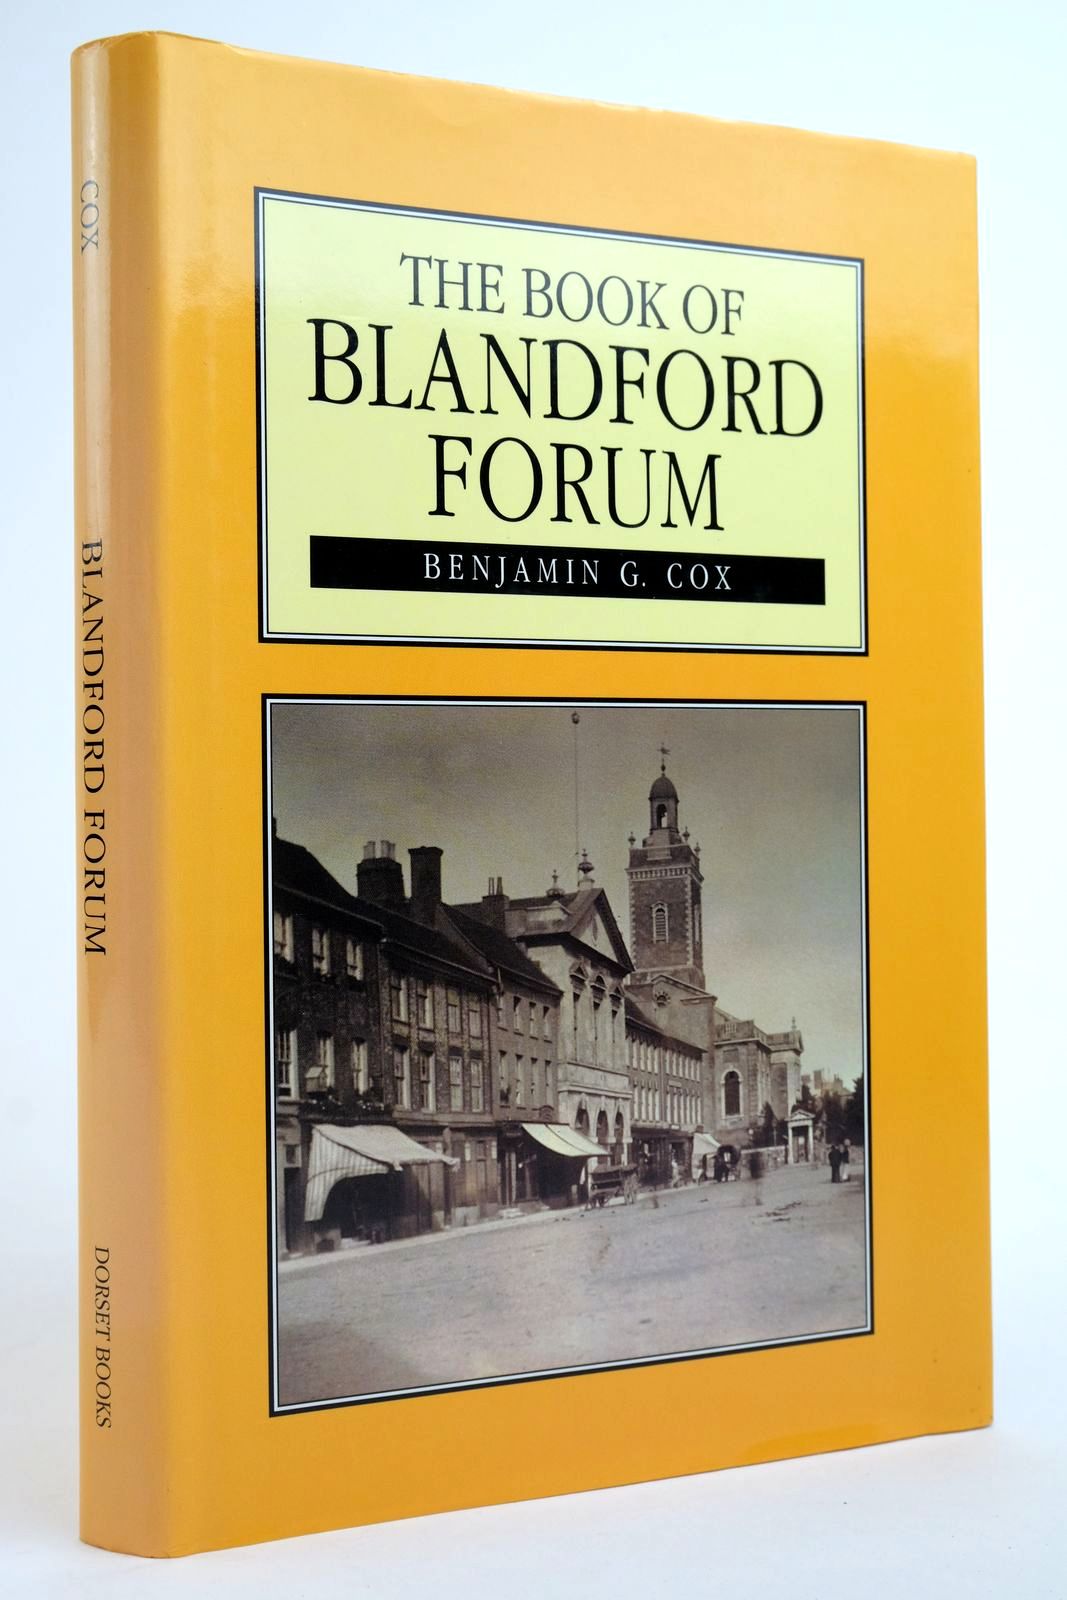 COX
BLANDFORD FORUM
DORSET BOOKS
THE BOOK OF
BLANDFORD
FORUM
BENJAMIN G. COX